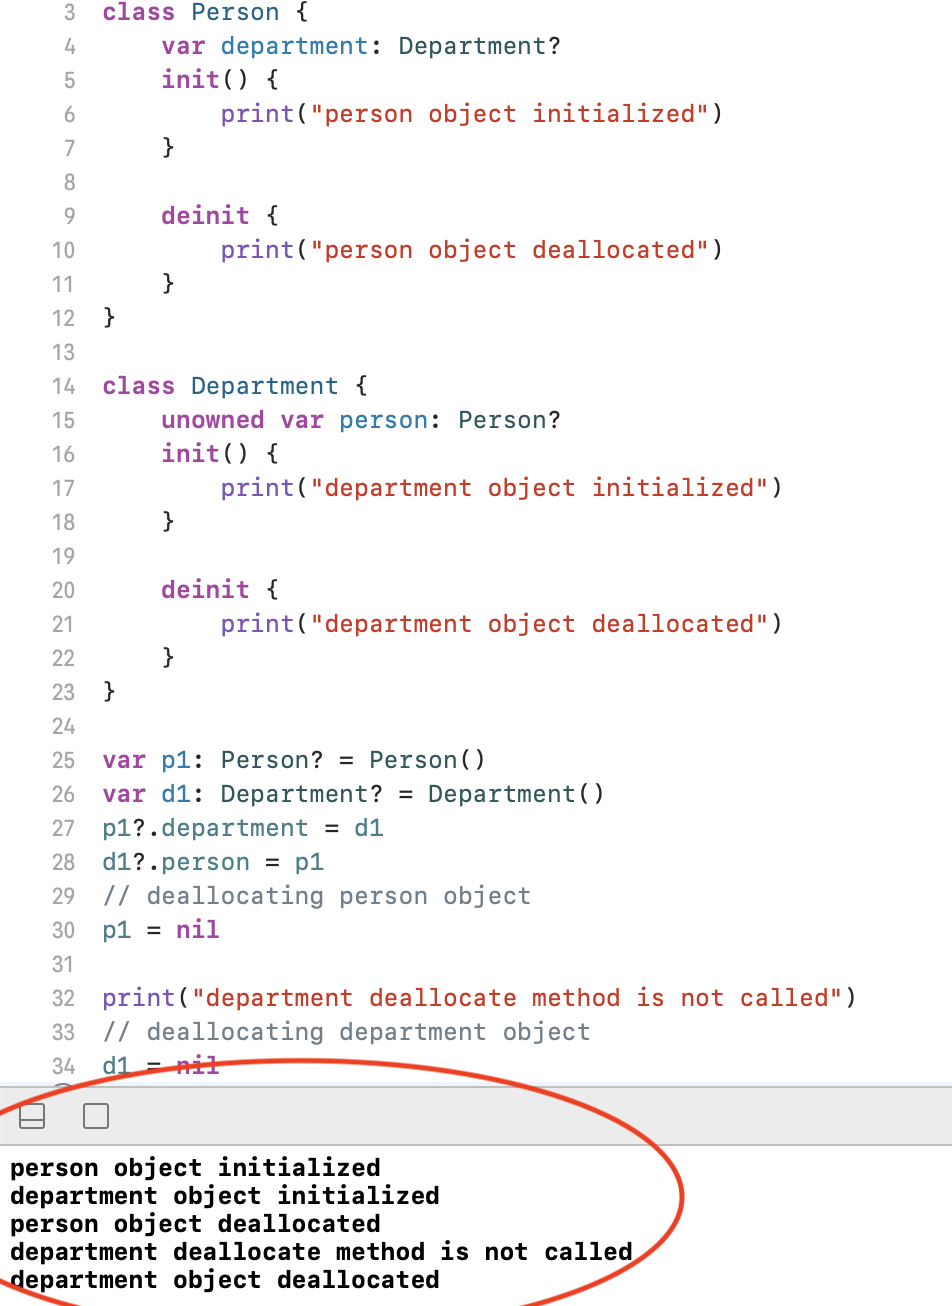 3 class Person {
4     var department: Department?
5     init() {
6         print("person object initialized")
7     }
8
9     deinit {
10         print("person object deallocated")
11     }
12 }
13
14 class Department {
15     unowned var person: Person?
16     init() {
17         print("department object initialized")
18     }
19
20     deinit {
21         print("department object deallocated")
22     }
23 }
24
25 var p1: Person? = Person()
26 var d1: Department? = Department()
27 p1?.department = d1
28 d1?.person = p1
29 // deallocating person object
30 p1 = nil
31
32 print("department deallocate method is not called")
33 // deallocating department object
34 d1 = nil
person object initialized
department object initialized
person object deallocated
department deallocate method is not called
department object deallocated